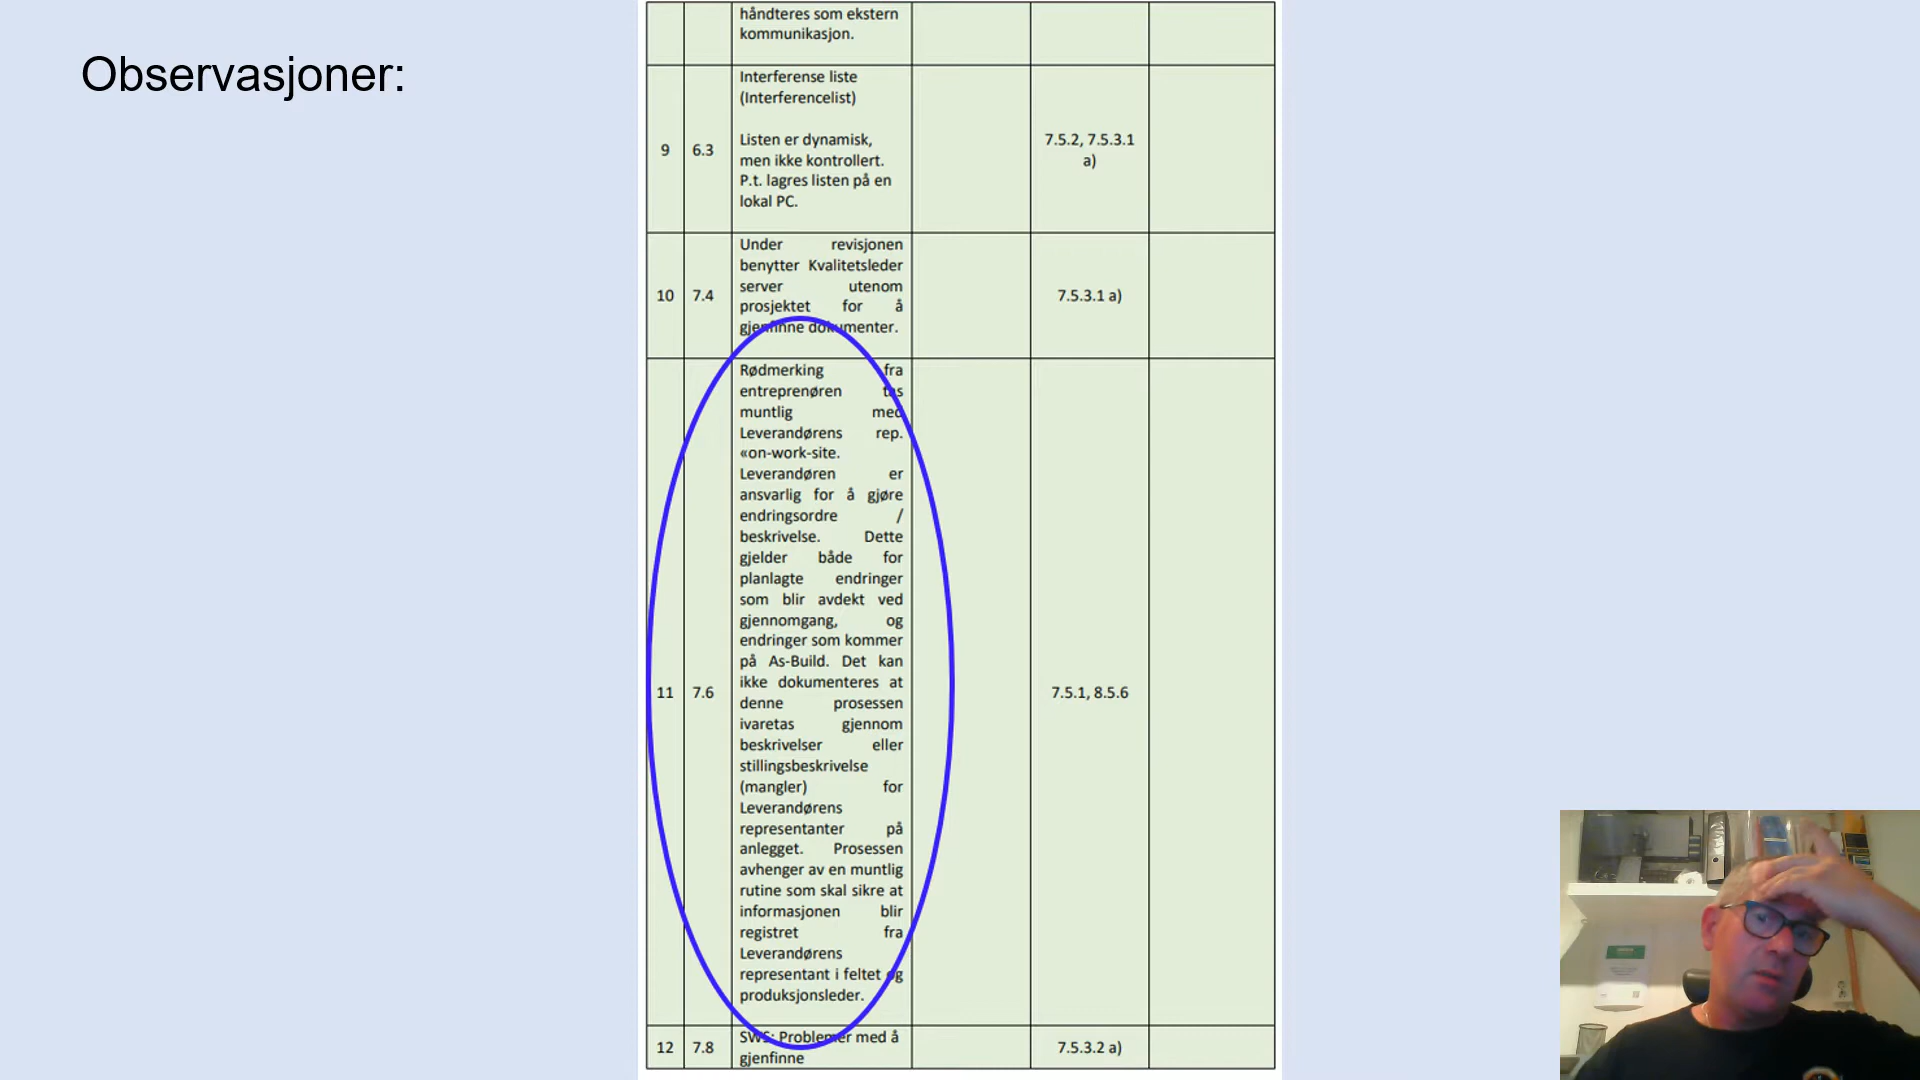 Observasjoner:
håndteres som ekstern
kommunikasjon.
9
6.3
Interferense liste
(Interferencelist)
Listen er dynamisk,
men ikke kontrollert.
P.t. lagres listen på en
lokal PC.
7.5.2, 7.5.3.1
a)
10
7.4
Under revisjonen
benytter Kvalitetsleder
server utenom
prosjektet for å
gjenfinne dokumenter.
7.5.3.1 a)
11
7.6
Rødmerking fra
entreprenøren tas
muntlig med
Leverandørens rep.
«on-work-site.
Leverandøren er
ansvarlig for å gjøre
endringsordre /
beskrivelse. Dette
gjelder både for
planlagte endringer
som blir avdekt ved
gjennomgang, og
endringer som kommer
på As-Build. Det kan
ikke dokumenteres at
denne prosessen
ivaretas gjennom
beskrivelser eller
stillingsbeskrivelse
(mangler) for
Leverandørens
representanter på
anlegget. Prosessen
avhenger av en muntlig
rutine som skal sikre at
informasjonen blir
registret fra
Leverandørens
representant i feltet og
produksjonsleder.
7.5.1, 8.5.6
12
7.8
SWS: Problemer med å
gjenfinne
7.5.3.2 a)